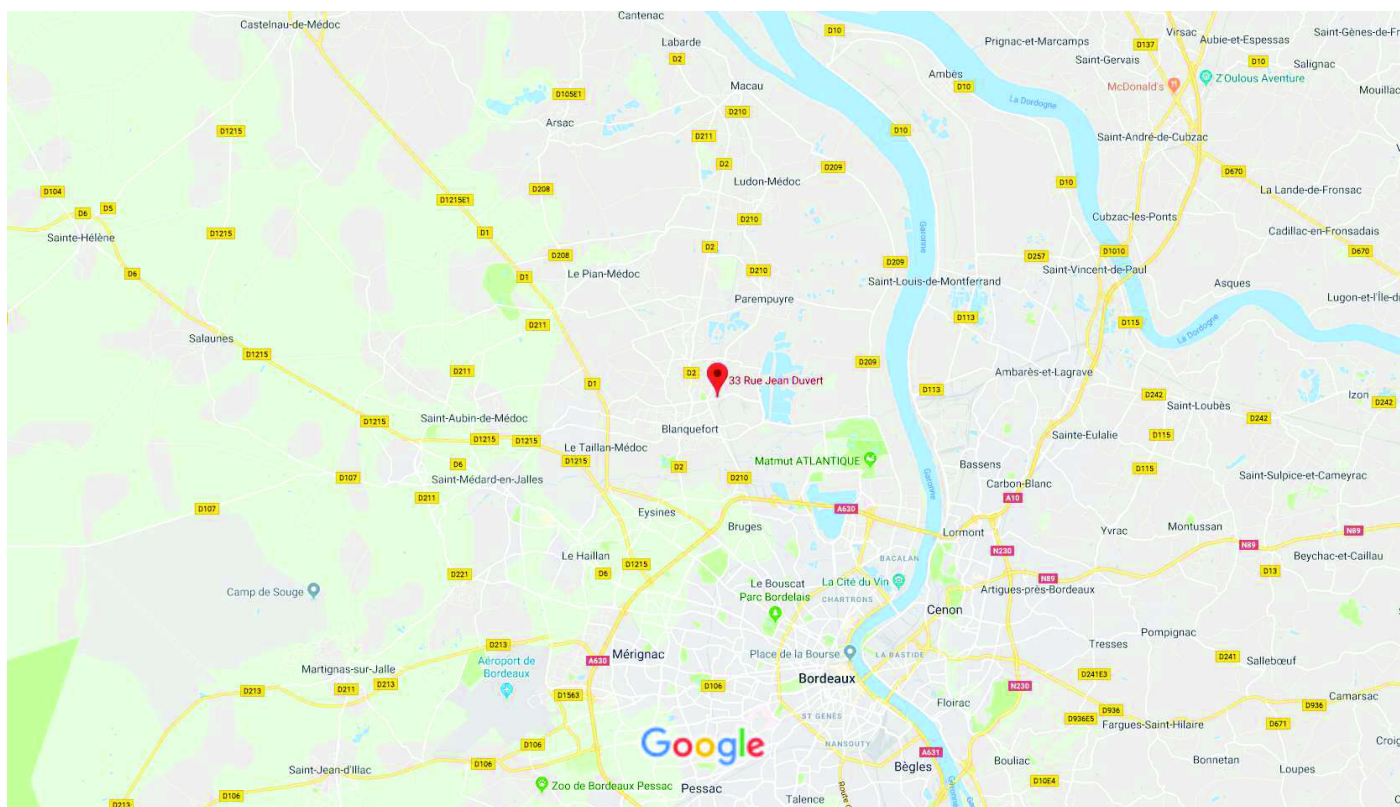 Cantenac
Castelnau-de-Médoc
D10
Virsac
Saint-Gènes-de-Fr
Labarde
Prignac-et-Marcamps
D137
Aubie-et-Espessas
D2
Saint-Gervais
D10
Salignac
Ambès
Z'Oulous Aventure
Macau
D10
McDonald's
Mouillac
D105E1
La Dordogne
D210
Arsac
D1215
D211
D10
Saint-André-de-Cubzac
D2
D209
D670
Ludon-Médoc
D10
D104
D208
La Lande-de-Fronsac
D1215E1
D5
D6
D210
Cubzac-les-Ponts
D1215
D1
Garonne
Cadillac-en-Fronsadais
Sainte-Hélène
D2
D208
D257
D1010
D670
D209
D6
Le Pian-Médoc
D210
Saint-Vincent-de-Paul
D1
Saint-Louis-de-Montferrand
Asques
Parempuyre
Lugon-et-l'Île-du
D113
D115
D211
La Dordogne
Salaunes
D1215
D209
D211
D2
Ambarès-et-Lagrave
33 Rue Jean Duvert
D1
D113
D242
Izon
D242
Saint-Loubès
Saint-Aubin-de-Médoc
D1215
D242
Blanquefort
Sainte-Eulalie
D115
D1215
D1215
Le Taillan-Médoc
Matmut ATLANTIQUE
D1215
D6
Bassens
D2
D115
D107
D210
Garonne
Saint-Sulpice-et-Cameyrac
Saint-Médard-en-Jalles
Carbon-Blanc
D211
A10
D107
A630
Eysines
Bruges
Lormont
Yvrac
Montussan
N89
N89
N230
Le Haillan
BACALAN
Beychac-et-Caillau
D1215
D221
D6
La Cité du Vin
N89
D13
Le Bouscat
Camp de Souge
Artigues-près-Bordeaux
Parc Bordelais
CHARTRONS
Cenon
Pompignac
D213
Tresses
Mérignac
Place de la Bourse
LA BASTIDE
D241
A630
Sallebœuf
Martignas-sur-Jalle
Aéroport de
Bordeaux
D241E3
Bordeaux
D213
D211
D106
N230
D213
D1563
Camarsac
Floirac
D936
D936
ST GENÈS
D936E5
Fargues-Saint-Hilaire
D671
Google
D106
NANSOUTY
A631
Bonnetan
Bouliac
D106
Bègles
Saint-Jean-d'Illac
Loupes
D10E4
Zoo de Bordeaux Pessac
Pessac
D106
Talence
D213